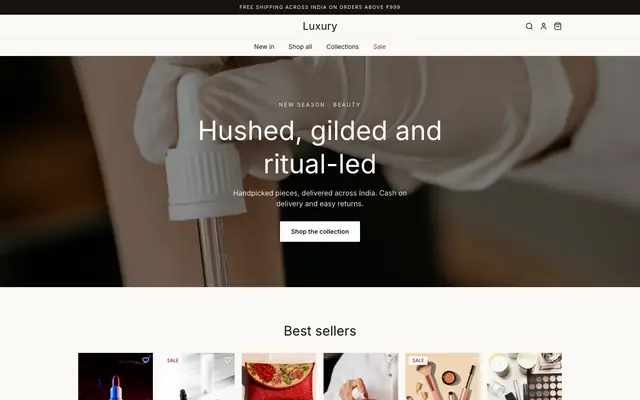 FREE SHIPPING ACROSS INDIA ON ORDERS ABOVE ₹999
Luxury
New in
Shop all
Collections
Sale
NEW SEASON · BEAUTY
Hushed, gilded and
ritual-led
Handpicked pieces, delivered across India. Cash on
delivery and easy returns.
Shop the collection
Best sellers
SALE
SALE